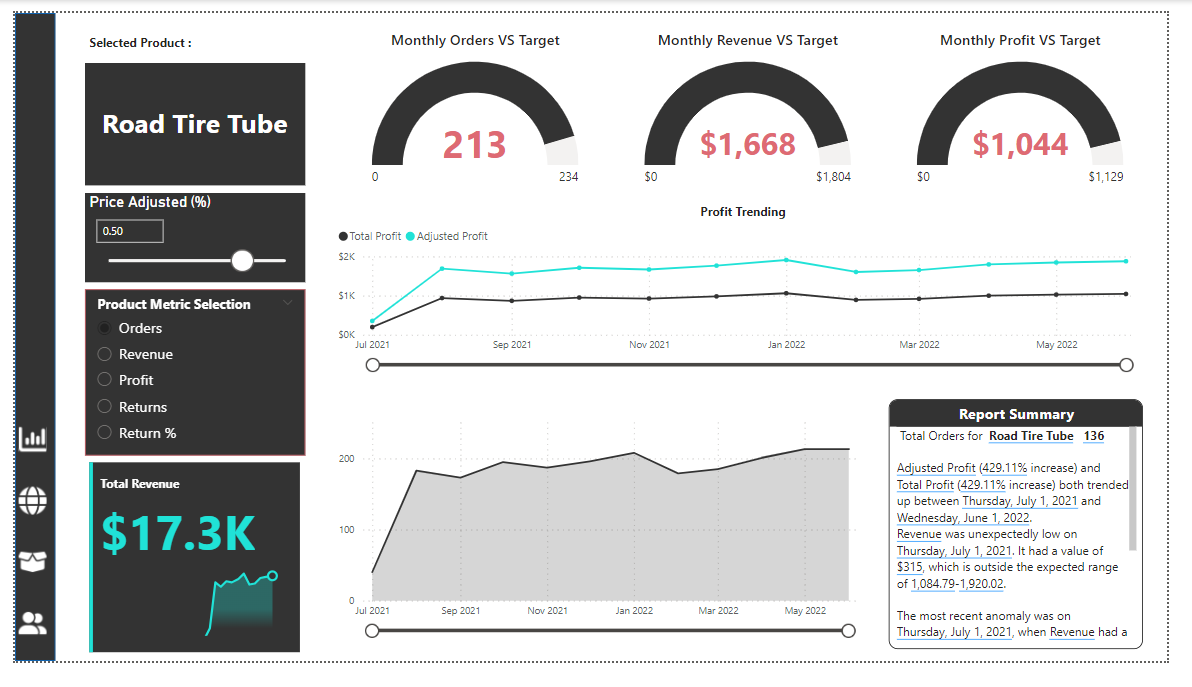 Selected Product :
Road Tire Tube
Price Adjusted (%)
0.50
Product Metric Selection
Orders
Revenue
Profit
Returns
Return %
Total Revenue
$17.3K
Monthly Orders VS Target
213
0
234
Monthly Revenue VS Target
$1,668
$0
$1,804
Monthly Profit VS Target
$1,044
$0
$1,129
Profit Trending
Total Profit Adjusted Profit
$2K
$1K
$0K
Jul 2021 Sep 2021 Nov 2021 Jan 2022 Mar 2022 May 2022
200
100
0
Jul 2021 Sep 2021 Nov 2021 Jan 2022 Mar 2022 May 2022
Report Summary
Total Orders for Road Tire Tube 136
Adjusted Profit (429.11% increase) and
Total Profit (429.11% increase) both trended
up between Thursday, July 1, 2021 and
Wednesday, June 1, 2022.
Revenue was unexpectedly low on
Thursday, July 1, 2021. It had a value of
$315, which is outside the expected range
of 1,084.79-1,920.02.
The most recent anomaly was on
Thursday, July 1, 2021, when Revenue had a